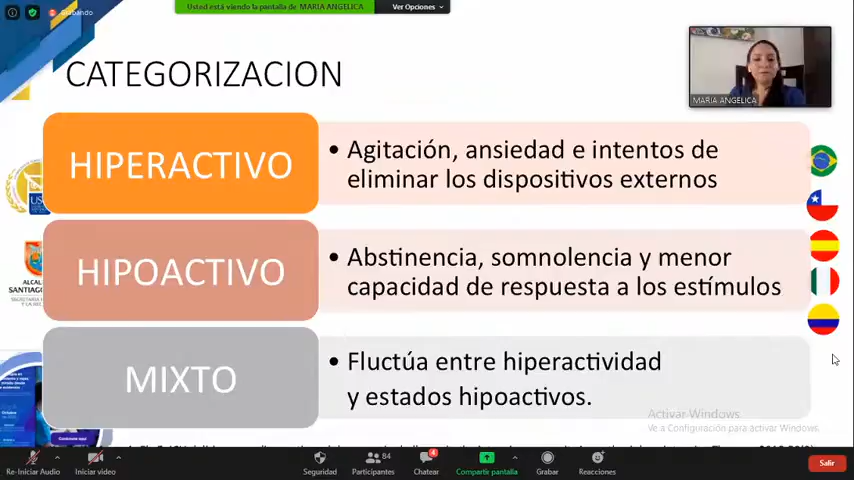 Grabando
Usted está viendo la pantalla de MARIA ANGELICA
Ver Opciones
CATEGORIZACION
MARIA ANGELICA
HIPERACTIVO
• Agitación, ansiedad e intentos de
eliminar los dispositivos externos
HIPOACTIVO
• Abstinencia, somnolencia y menor
capacidad de respuesta a los estímulos
MIXTO
• Fluctúa entre hiperactividad
y estados hipoactivos.
ALCAL
SANTIAGO
Activar Windows
Ve a Configuración para activar Windows.
Re-Iniciar Audio
Iniciar video
Seguridad
84
Participantes
4
Chatear
Compartir pantalla
Grabar
Reacciones
Salir